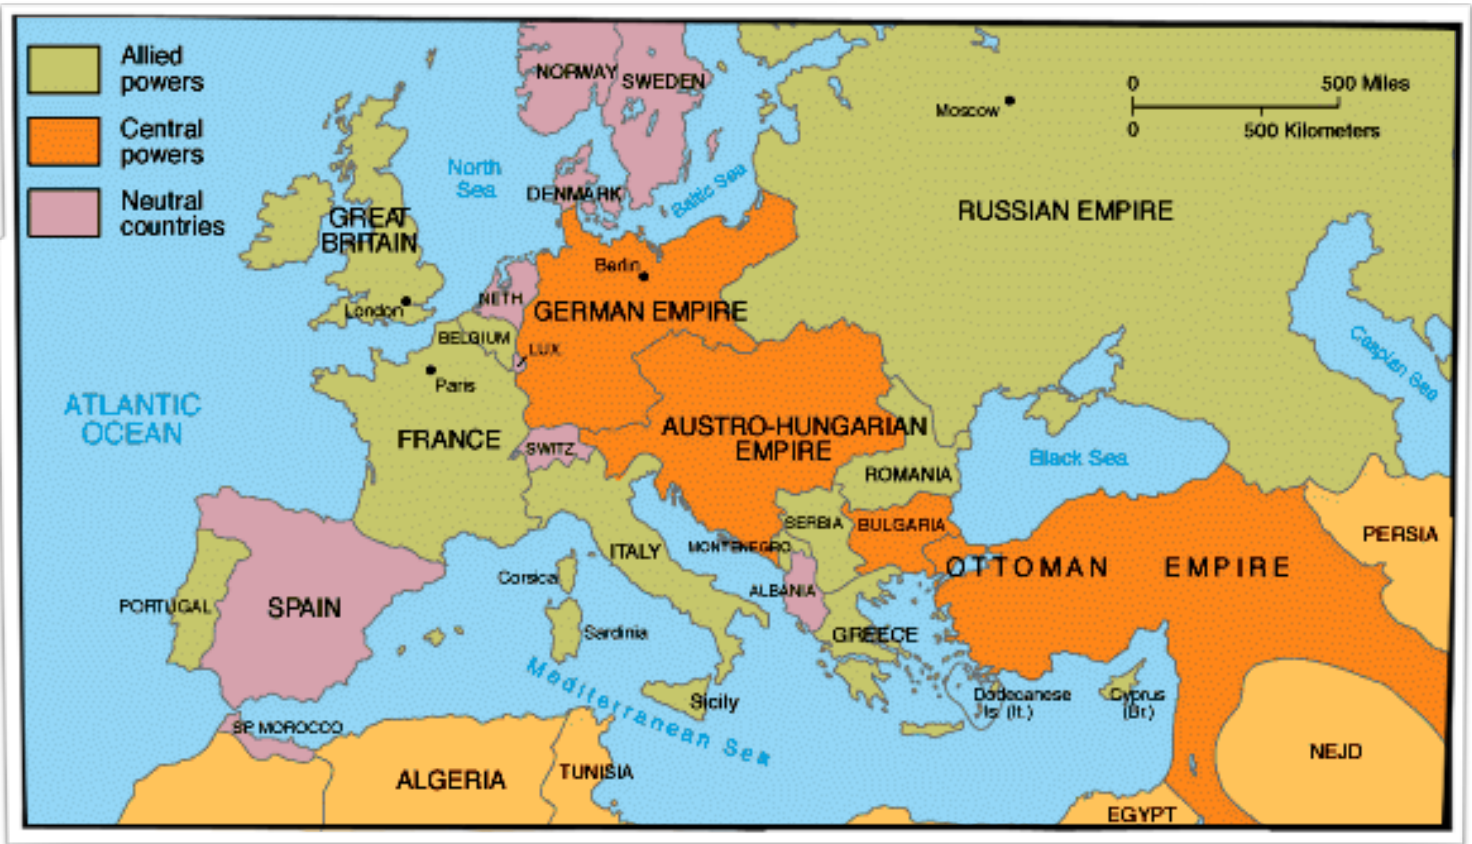 Allied
powers
Central
powers
Neutral
countries
NORWAY
SWEDEN
Moscow
0
500 Miles
0
500 Kilometers
North
Sea
DENMARK
Baltic Sea
RUSSIAN EMPIRE
GREAT
BRITAIN
London
Berlin
NETH
GERMAN EMPIRE
BELGIUM
LUX
Paris
Caspian Sea
ATLANTIC
OCEAN
FRANCE
SWITZ
AUSTRO-HUNGARIAN
EMPIRE
ROMANIA
Black Sea
SERBIA
BULGARIA
MONTENEGRO
ITALY
OTTOMAN EMPIRE
PERSIA
Corsica
ALBANIA
PORTUGAL
SPAIN
Sardinia
GREECE
Mediterranean Sea
Sicily
Dodecanese
Is. (It.)
Cyprus
(Br.)
SP MOROCCO
ALGERIA
TUNISIA
NEJD
EGYPT